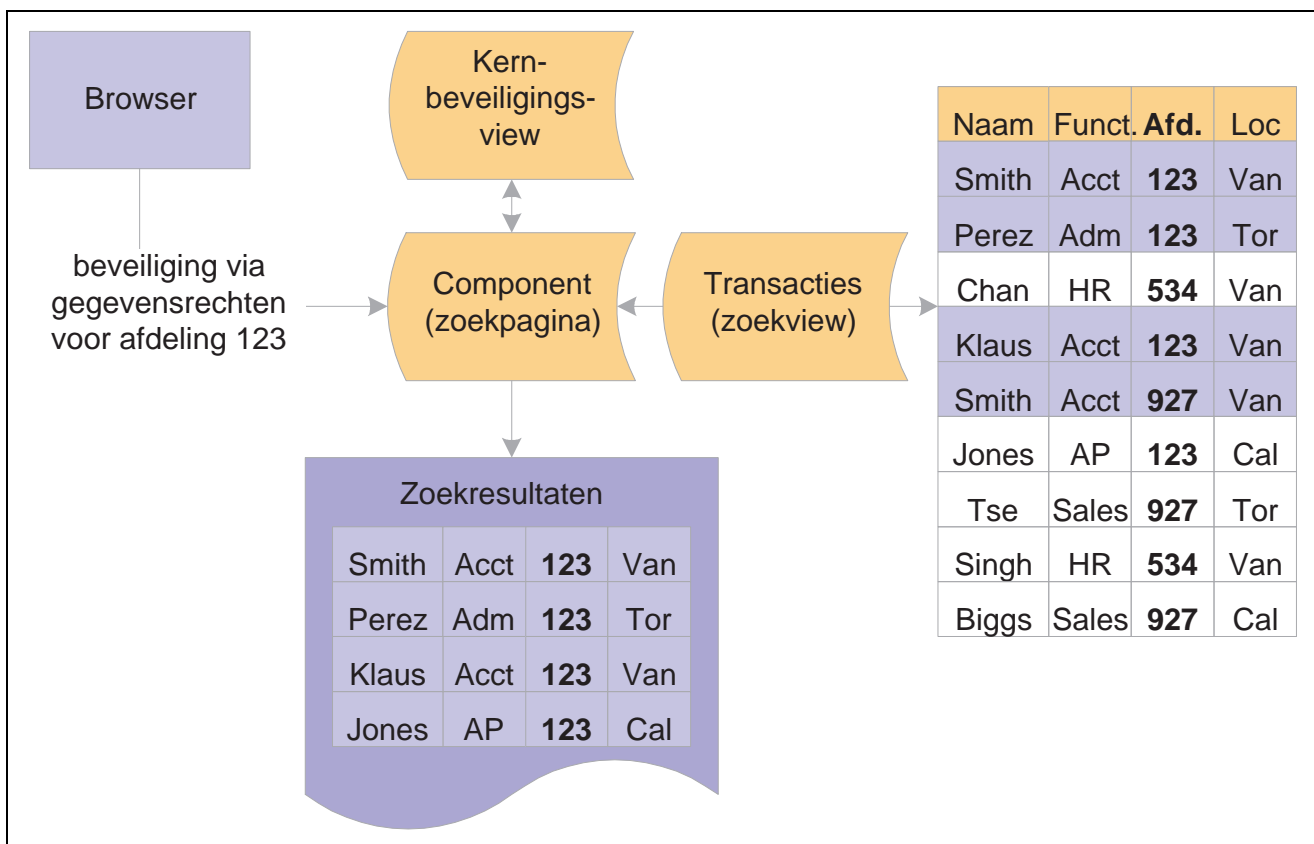 Browser
Kern-
beveiligings-
view
beveiliging via
gegevensrechten
voor afdeling 123
Component
(zoekpagina)
Transacties
(zoekview)
Naam Funct. Afd. Loc
Smith Acct 123 Van
Perez Adm 123 Tor
Chan HR 534 Van
Klaus Acct 123 Van
Smith Acct 927 Van
Jones AP 123 Cal
Tse Sales 927 Tor
Singh HR 534 Van
Biggs Sales 927 Cal
Zoekresultaten
Smith Acct 123 Van
Perez Adm 123 Tor
Klaus Acct 123 Van
Jones AP 123 Cal